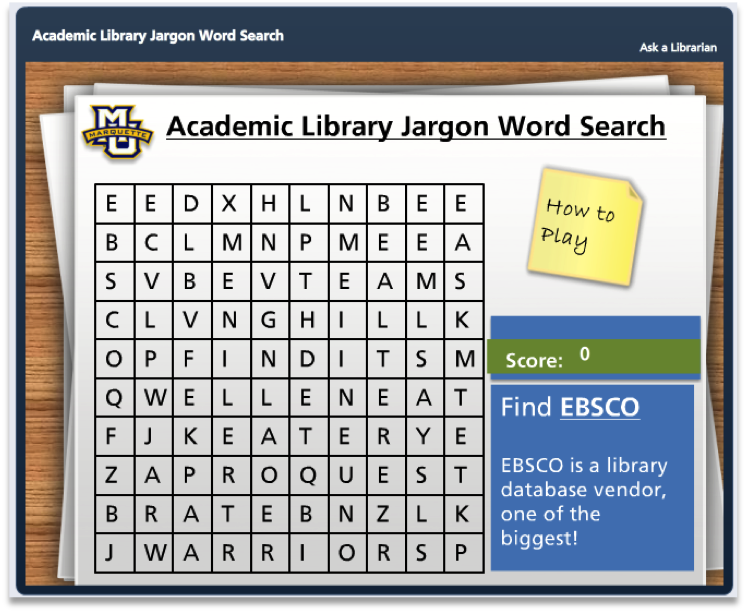 Academic Library Jargon Word Search
Ask a Librarian
MU
MARQUETTE
Academic Library Jargon Word Search
E E D X H L N B E E
B C L M N P M E E A
S V B E V T E A M S
C L V N G H I L L K
O P F I N D I T S M
Q W E L L E N E A T
F J K E A T E R Y E
Z A P R O Q U E S T
B R A T E B N Z L K
J W A R R I O R S P
How to
Play
Score: 0
Find EBSCO
EBSCO is a library
database vendor,
one of the
biggest!